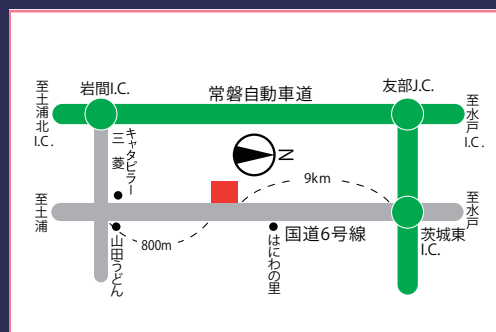 岩間I.C.
常磐自動車道
友部J.C.
至土浦北I.C.
至水戸I.C.
キャタピラー
三菱
N
9km
至土浦
至水戸
800m
国道6号線
茨城東
I.C.
山田うどん
はにわの里